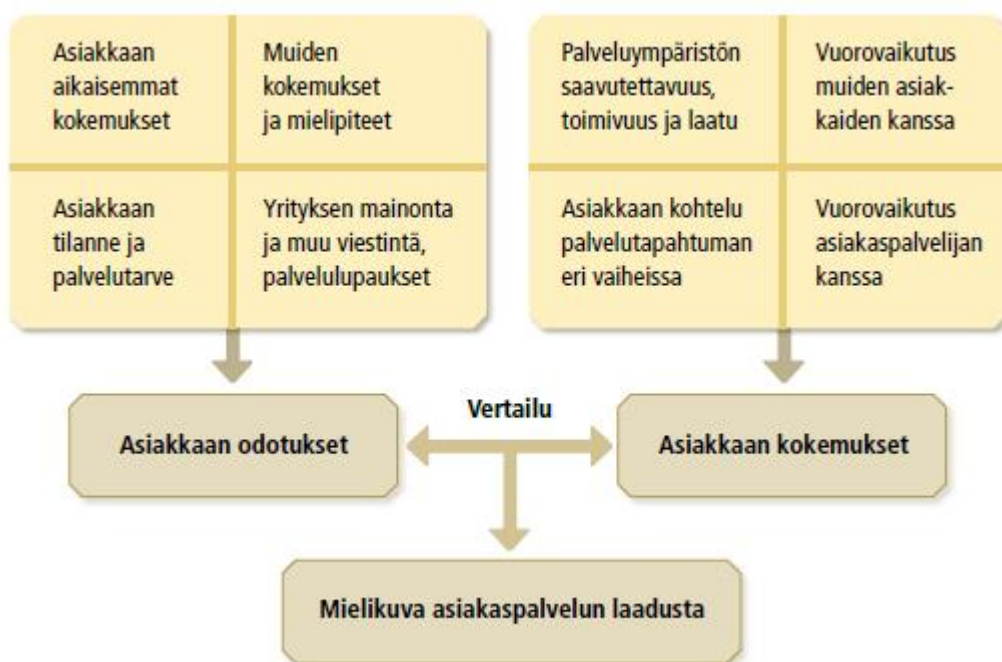 Asiakkaan
aikaisemmat
kokemukset
Muiden
kokemukset
ja mielipiteet
Asiakkaan
tilanne ja
palvelutarve
Yrityksen mainonta
ja muu viestintä,
palvelulupaukset
Palveluympäristön
saavutettavuus,
toimivuus ja laatu
Vuorovaikutus
muiden asiak-
kaiden kanssa
Asiakkaan kohtelu
palvelutapahtuman
eri vaiheissa
Vuorovaikutus
asiakaspalvelijan
kanssa
Asiakkaan odotukset
Vertailu
Asiakkaan kokemukset
Mielikuva asiakaspalvelun laadusta